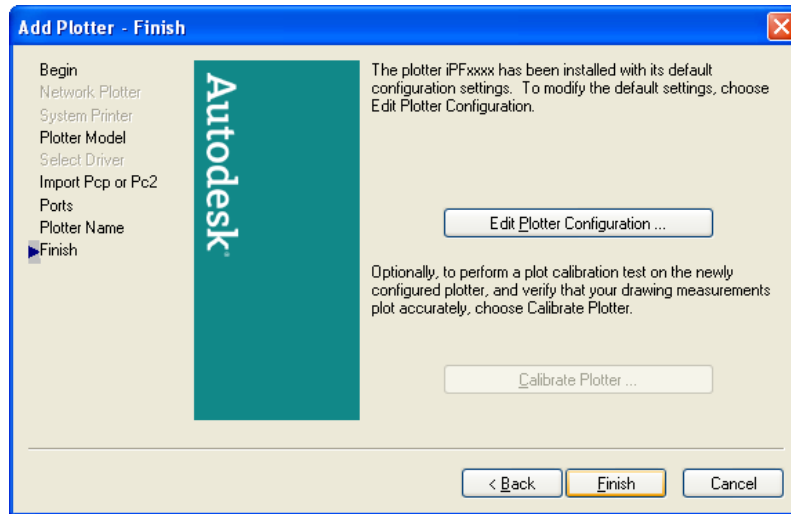 Add Plotter - Finish
Begin
Network Plotter
System Printer
Plotter Model
Select Driver
Import Pcp or Pc2
Ports
Plotter Name
Finish
Autodesk
The plotter iPFxxxx has been installed with its default
configuration settings. To modify the default settings, choose
Edit Plotter Configuration.
Edit Plotter Configuration ...
Optionally, to perform a plot calibration test on the newly
configured plotter, and verify that your drawing measurements
plot accurately, choose Calibrate Plotter.
Calibrate Plotter ...
< Back
Finish
Cancel